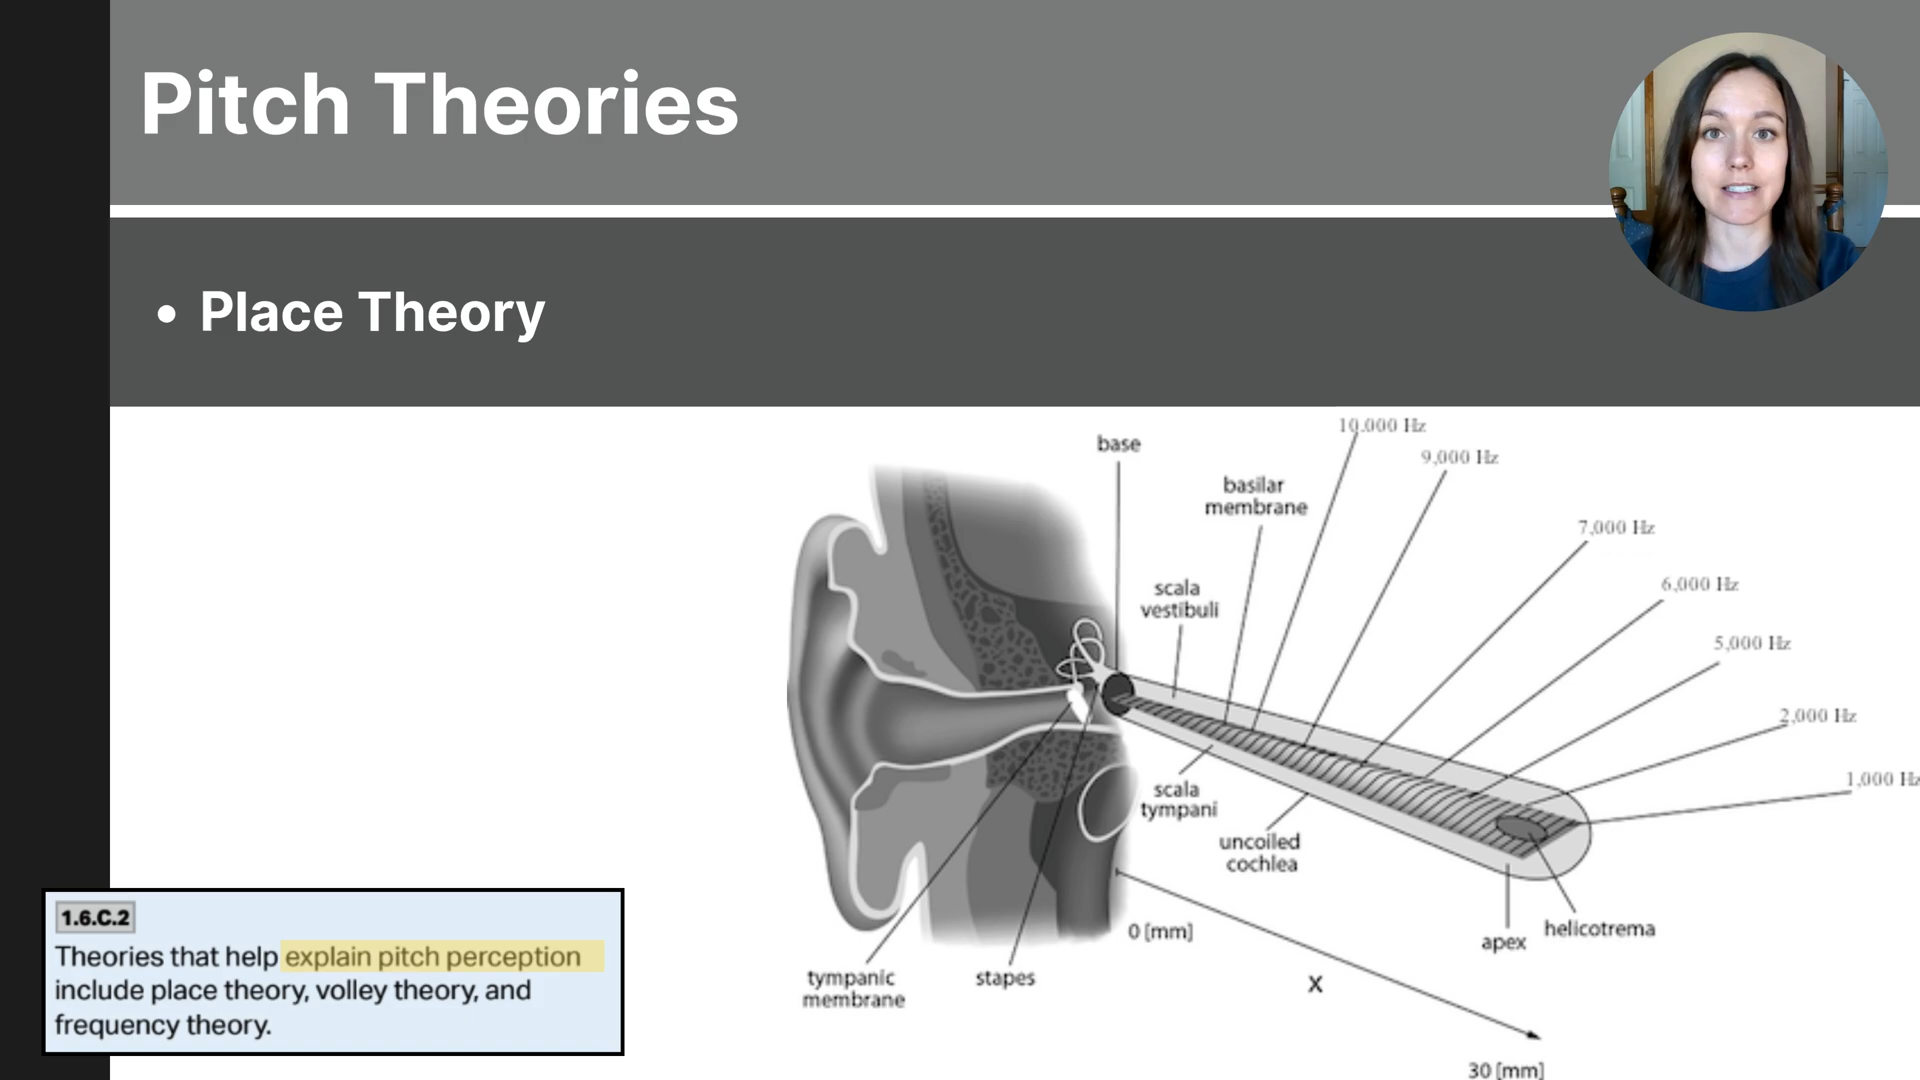 Pitch Theories
• Place Theory
10,000 Hz
base
9,000 Hz
basilar
membrane
7,000 Hz
scala
vestibuli
6,000 Hz
5,000 Hz
2,000 Hz
1,000 Hz
scala
tympani
uncoiled
cochlea
helicotrema
apex
0 [mm]
tympanic
membrane
stapes
X
30 [mm]
1.6.C.2
Theories that help explain pitch perception
include place theory, volley theory, and
frequency theory.